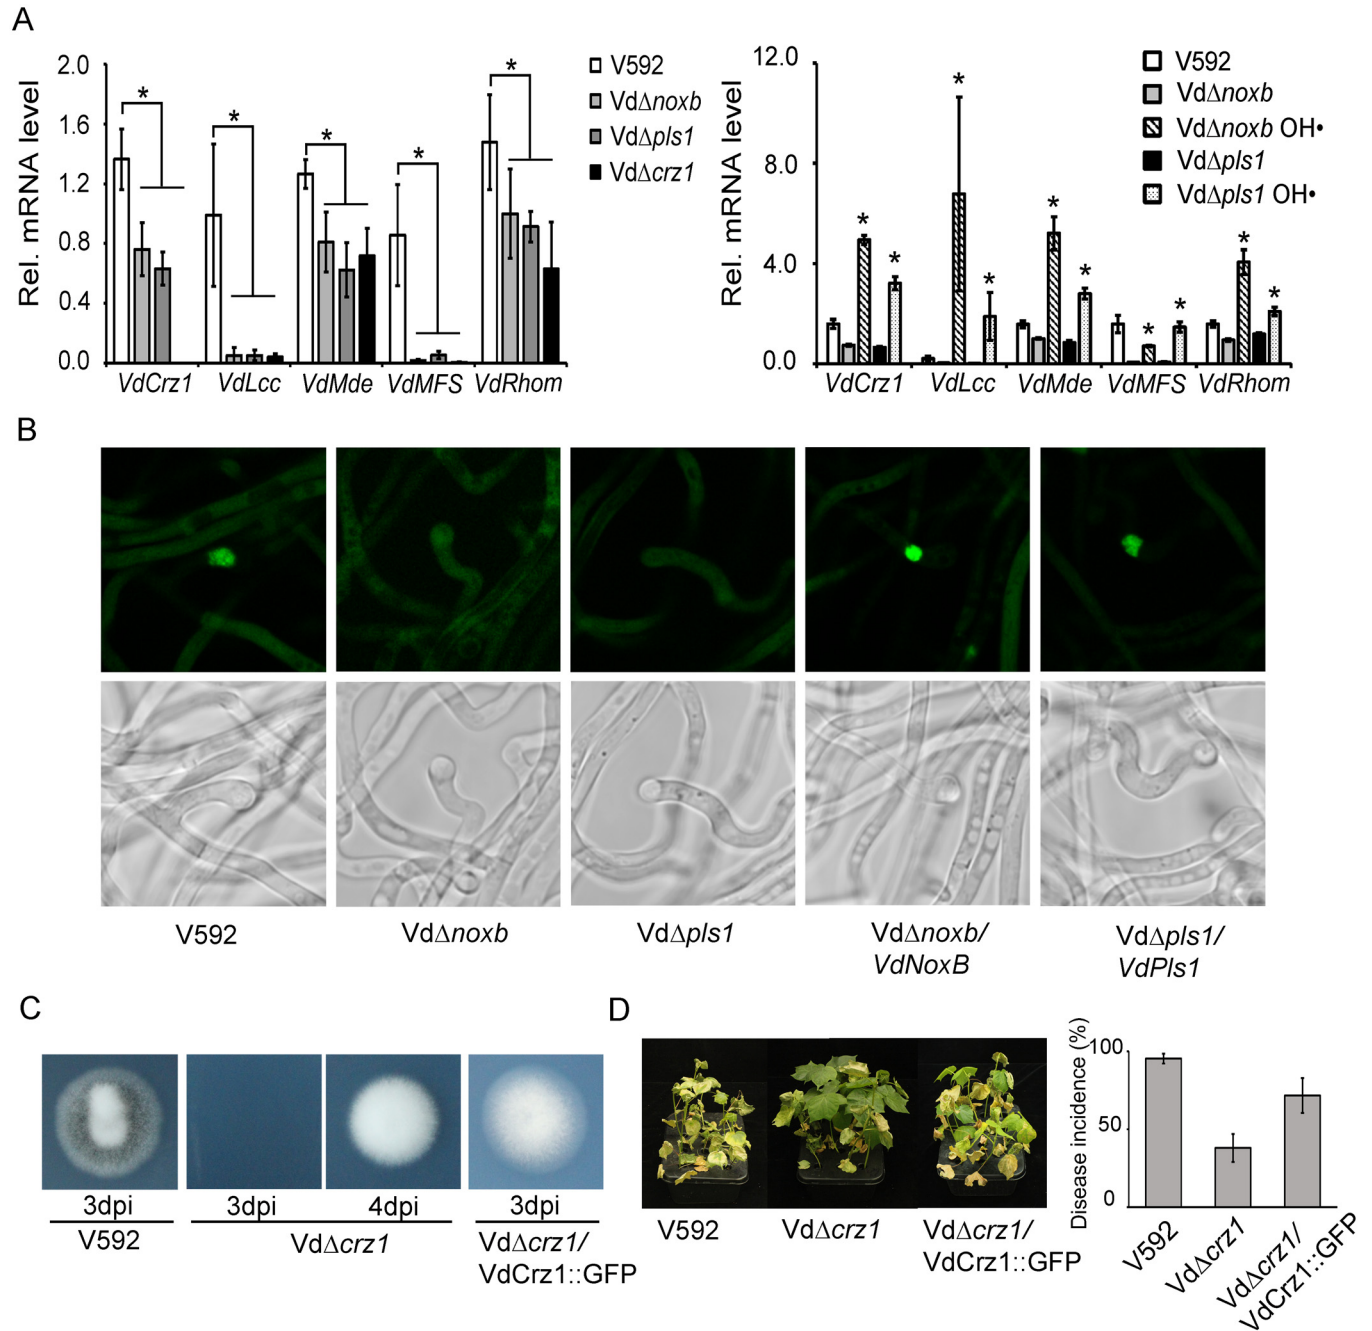 A
Rel. mRNA level
2.0
1.6
1.2
0.8
0.4
0.0
*
*
*
*
*
V592
VdΔnoxb
VdΔpls1
VdΔcrz1
VdCrz1 VdLcc VdMde VdMFS VdRhom
Rel. mRNA level
12.0
8.0
4.0
0.0
*
*
*
*
*
*
*
*
*
*
V592
VdΔnoxb
VdΔnoxb OH•
VdΔpls1
VdΔpls1 OH•
VdCrz1 VdLcc VdMde VdMFS VdRhom
B
V592
VdΔnoxb
VdΔpls1
VdΔnoxb/
VdNoxB
VdΔpls1/
VdPls1
C
3dpi
V592
3dpi
4dpi
VdΔcrz1
3dpi
VdΔcrz1/
VdCrz1::GFP
D
V592
VdΔcrz1
VdΔcrz1/
VdCrz1::GFP
Disease incidence (%)
100
50
0
V592
VdΔcrz1
VdΔcrz1/
VdCrz1::GFP